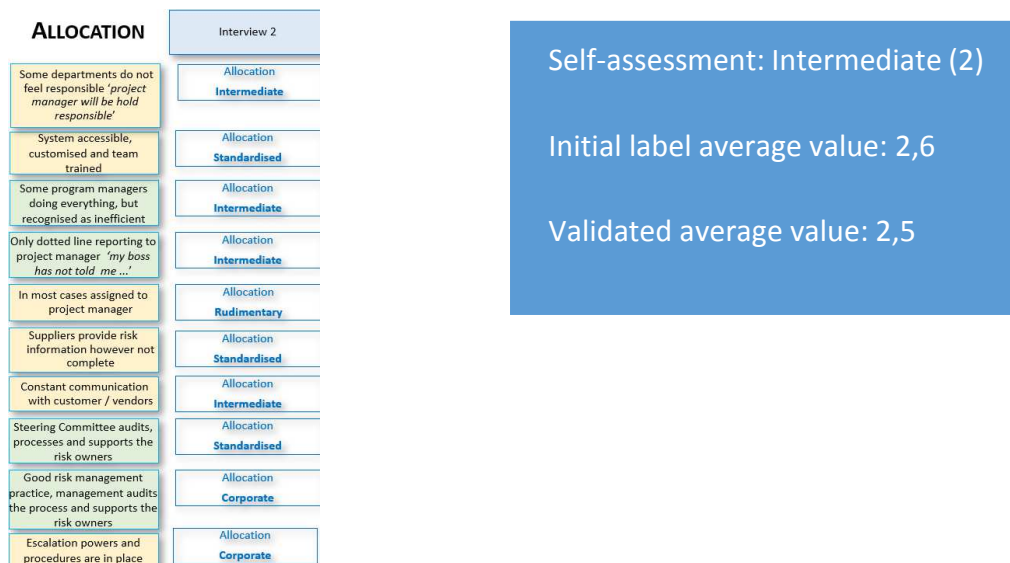 ALLOCATION
Interview 2
Some departments do not
feel responsible ‘project
manager will be hold
responsible’
Allocation
Intermediate
System accessible,
customised and team
trained
Allocation
Standardised
Some program managers
doing everything, but
recognised as inefficient
Allocation
Intermediate
Only dotted line reporting to
project manager ‘my boss
has not told me ...’
Allocation
Intermediate
In most cases assigned to
project manager
Allocation
Rudimentary
Suppliers provide risk
information however not
complete
Allocation
Standardised
Constant communication
with customer / vendors
Allocation
Intermediate
Steering Committee audits,
processes and supports the
risk owners
Allocation
Standardised
Good risk management
practice, management audits
the process and supports the
risk owners
Allocation
Corporate
Escalation powers and
procedures are in place
Allocation
Corporate
Self-assessment: Intermediate (2)
Initial label average value: 2,6
Validated average value: 2,5